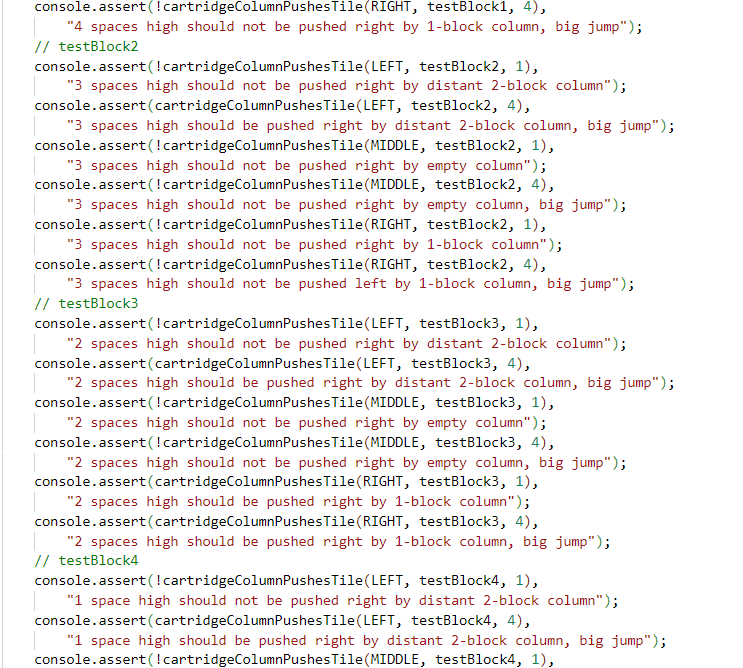 console.assert(!cartridgeColumnPushesTile(RIGHT, testBlock1, 4),
"4 spaces high should not be pushed right by 1-block column, big jump");
// testBlock2
console.assert(!cartridgeColumnPushesTile(LEFT, testBlock2, 1),
"3 spaces high should not be pushed right by distant 2-block column");
console.assert(cartridgeColumnPushesTile(LEFT, testBlock2, 4),
"3 spaces high should be pushed right by distant 2-block column, big jump");
console.assert(!cartridgeColumnPushesTile(MIDDLE, testBlock2, 1),
"3 spaces high should not be pushed right by empty column");
console.assert(!cartridgeColumnPushesTile(MIDDLE, testBlock2, 4),
"3 spaces high should not be pushed right by empty column, big jump");
console.assert(!cartridgeColumnPushesTile(RIGHT, testBlock2, 1),
"3 spaces high should not be pushed right by 1-block column");
console.assert(!cartridgeColumnPushesTile(RIGHT, testBlock2, 4),
"3 spaces high should not be pushed left by 1-block column, big jump");
// testBlock3
console.assert(!cartridgeColumnPushesTile(LEFT, testBlock3, 1),
"2 spaces high should not be pushed right by distant 2-block column");
console.assert(cartridgeColumnPushesTile(LEFT, testBlock3, 4),
"2 spaces high should be pushed right by distant 2-block column, big jump");
console.assert(!cartridgeColumnPushesTile(MIDDLE, testBlock3, 1),
"2 spaces high should not be pushed right by empty column");
console.assert(!cartridgeColumnPushesTile(MIDDLE, testBlock3, 4),
"2 spaces high should not be pushed right by empty column, big jump");
console.assert(cartridgeColumnPushesTile(RIGHT, testBlock3, 1),
"2 spaces high should be pushed right by 1-block column");
console.assert(cartridgeColumnPushesTile(RIGHT, testBlock3, 4),
"2 spaces high should be pushed right by 1-block column, big jump");
// testBlock4
console.assert(!cartridgeColumnPushesTile(LEFT, testBlock4, 1),
"1 space high should not be pushed right by distant 2-block column");
console.assert(cartridgeColumnPushesTile(LEFT, testBlock4, 4),
"1 space high should be pushed right by distant 2-block column, big jump");
console.assert(!cartridgeColumnPushesTile(MIDDLE, testBlock4, 1),